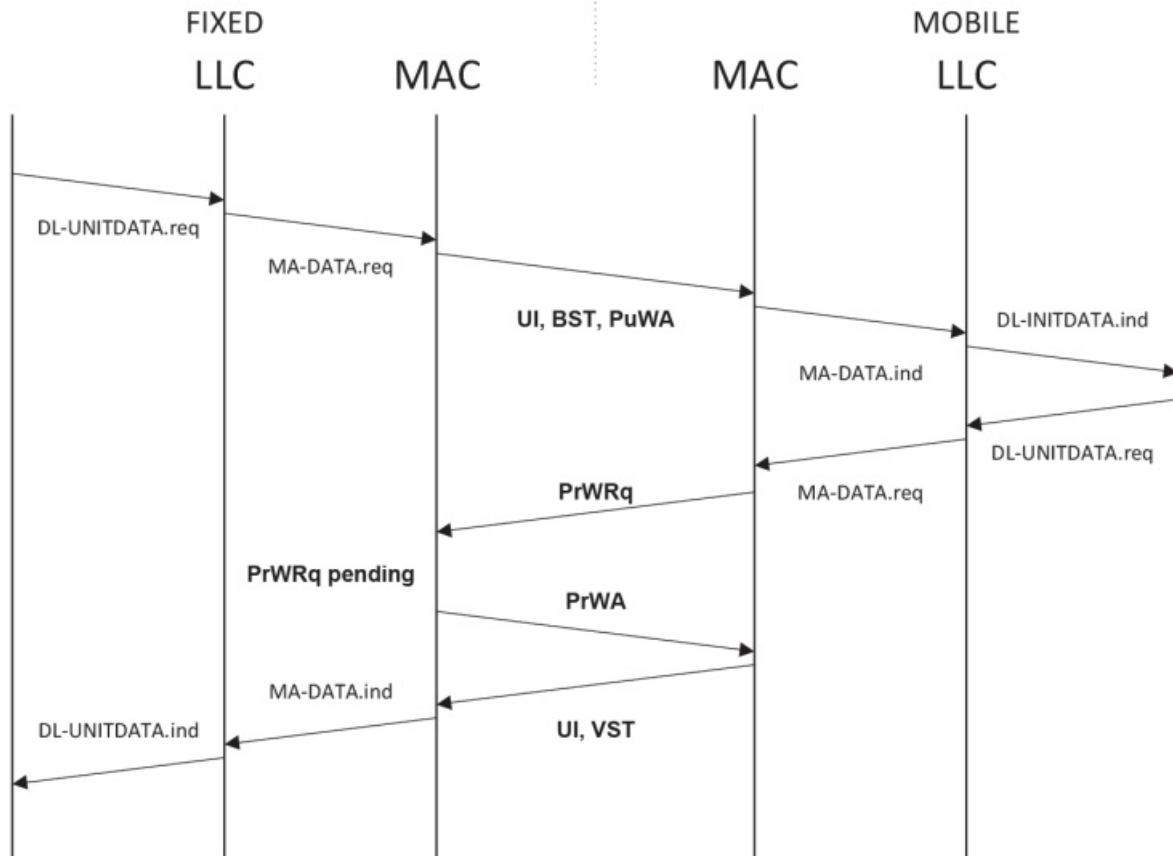 FIXED
MOBILE
LLC
MAC
MAC
LLC
DL-UNITDATA.req
MA-DATA.req
UI, BST, PuWA
DL-INITDATA.ind
MA-DATA.ind
DL-UNITDATA.req
PrWRq
MA-DATA.req
PrWRq pending
PrWA
MA-DATA.ind
DL-UNITDATA.ind
UI, VST